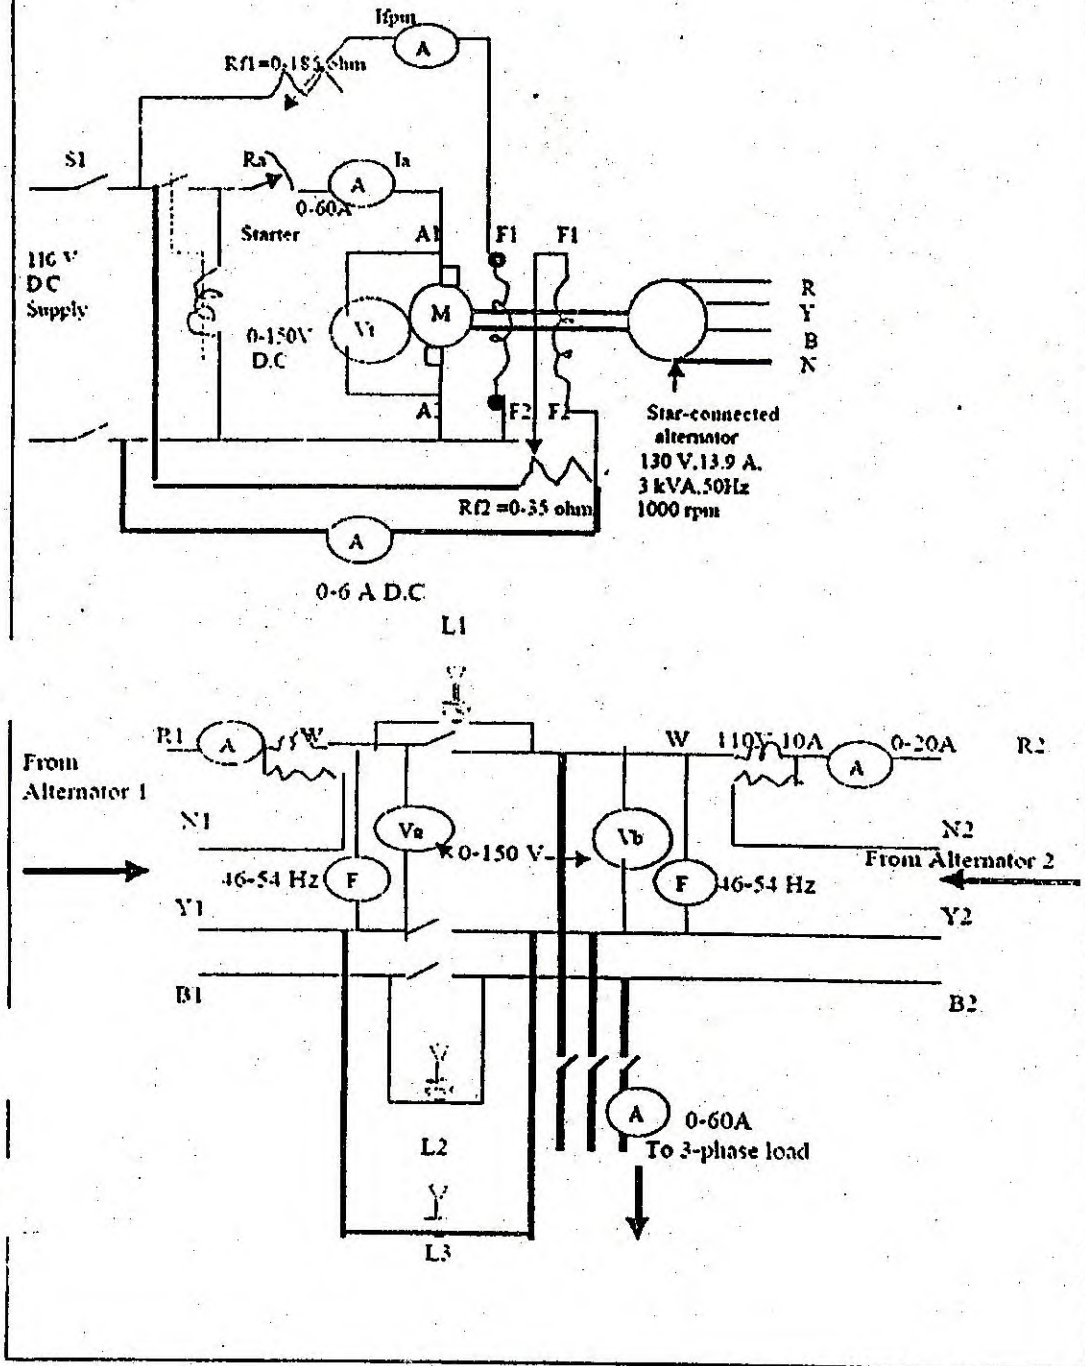 Ifpm
A
Rf1=0-185 ohm
S1
Ra
Ia
A
0-60A
Starter
A1
F1
F1
110 V
DC
Supply
0-150V
D.C
Vt
M
R
Y
B
N
A2
F2
F2
Star-connected
alternator
130 V.13.9 A.
3 kVA.50Hz
1000 rpm
Rf2 =0-35 ohm
A
0-6 A D.C
L1
R1
A
W
W
110V 10A
A
0-20A
R2
From
Alternator 1
N1
Va
0-150 V
Vb
N2
From Alternator 2
46-54 Hz
F
F
46-54 Hz
Y1
Y2
B1
B2
A
0-60A
To 3-phase load
L2
L3